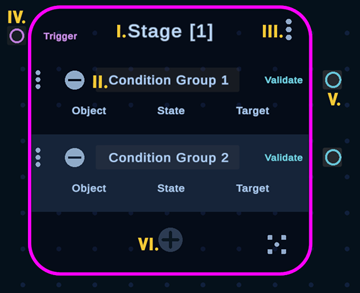 IV.
Trigger
I. Stage [1]
III.
II. Condition Group 1
Validate
V.
Object State Target
Condition Group 2
Validate
Object State Target
VI.